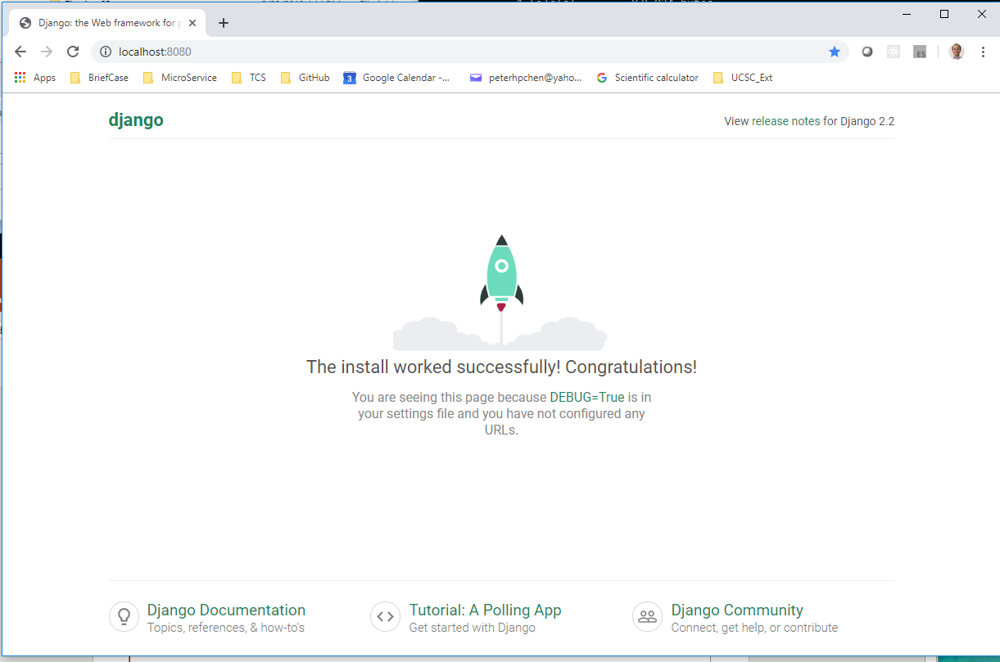 Django: the Web framework for p
localhost:8080
ES
Apps BriefCase MicroService TCS GitHub 3 Google Calendar -... peterhpchen@yaho... Scientific calculator UCSC_Ext
django
View release notes for Django 2.2
The install worked successfully! Congratulations!
You are seeing this page because DEBUG=True is in
your settings file and you have not configured any
URLs.
Django Documentation
Topics, references, & how-to's
Tutorial: A Polling App
Get started with Django
Django Community
Connect, get help, or contribute